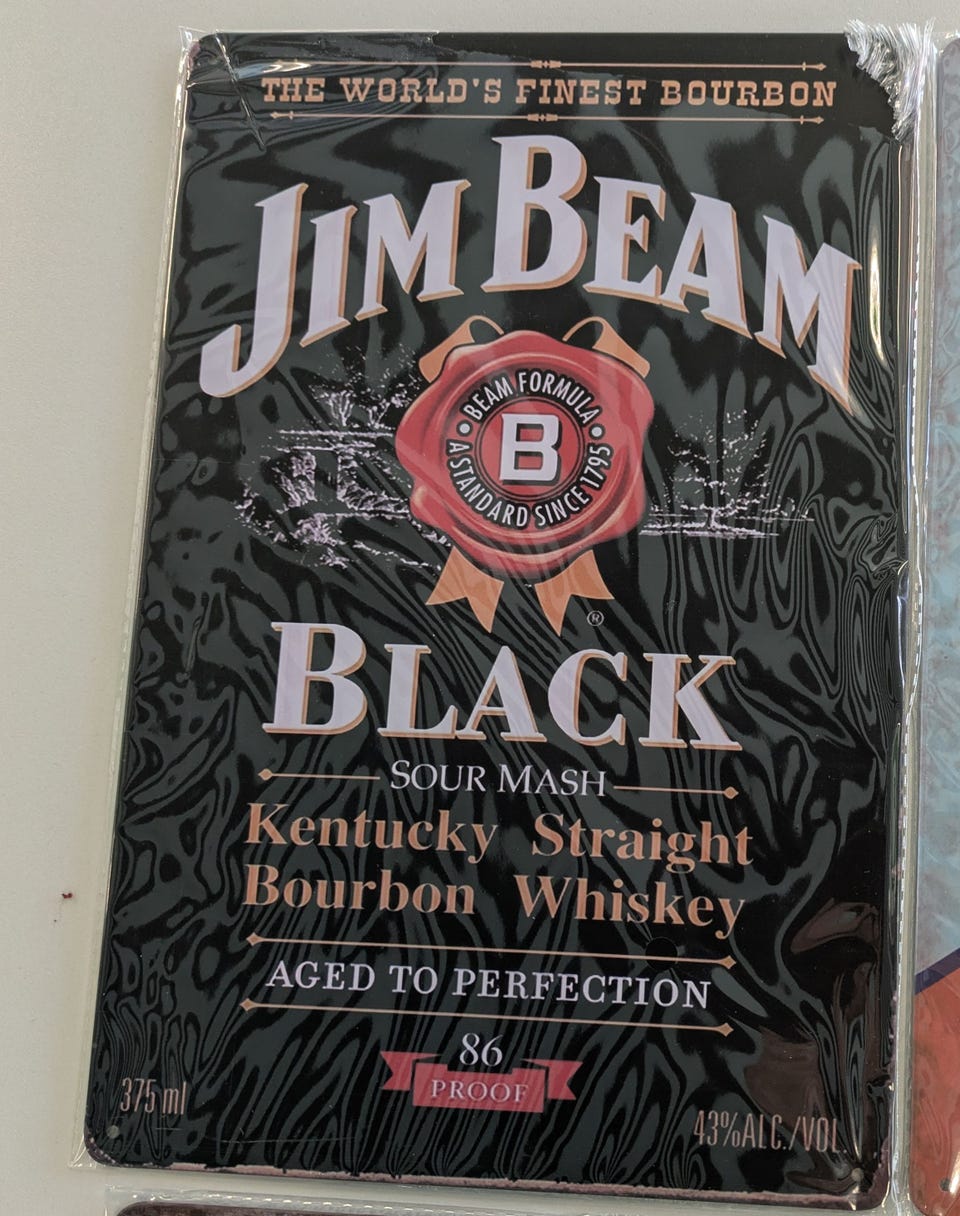 THE WORLD'S FINEST BOURBON
JIM BEAM
BEAM FORMULA
B
A STANDARD SINCE 1795
®
BLACK
SOUR MASH
Kentucky Straight
Bourbon Whiskey
AGED TO PERFECTION
86
PROOF
375 ml
43%ALC./VOL